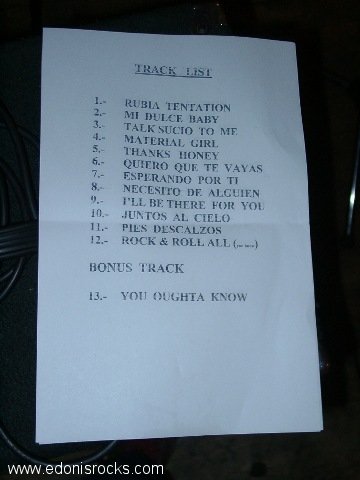 TRACK LIST
1.- RUBIA TENTATION
2.- MI DULCE BABY
3.- TALK SUCIO TO ME
4.- MATERIAL GIRL
5.- THANKS HONEY
6.- QUIERO QUE TE VAYAS
7.- ESPERANDO POR TI
8.- NECESITO DE ALGUIEN
9.- I'LL BE THERE FOR YOU
10.- JUNTOS AL CIELO
11.- PIES DESCALZOS
12.- ROCK & ROLL ALL (... ...)
BONUS TRACK
13.- YOU OUGHTA KNOW
www.edonisrocks.com